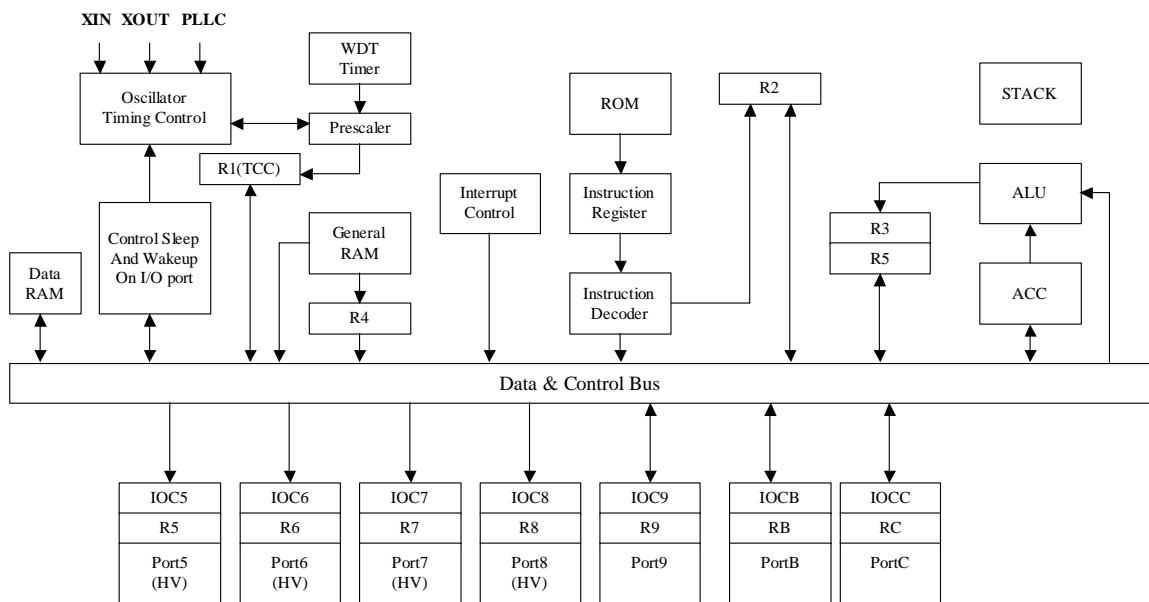 XIN XOUT PLLC
Oscillator
Timing Control
WDT
Timer
Prescaler
R1(TCC)
ROM
R2
STACK
Control Sleep
And Wakeup
On I/O port
General
RAM
Interrupt
Control
Instruction
Register
ALU
R3
R5
Data
RAM
R4
Instruction
Decoder
ACC
Data & Control Bus
IOC5
R5
Port5
(HV)
IOC6
R6
Port6
(HV)
IOC7
R7
Port7
(HV)
IOC8
R8
Port8
(HV)
IOC9
R9
Port9
IOCB
RB
PortB
IOCC
RC
PortC